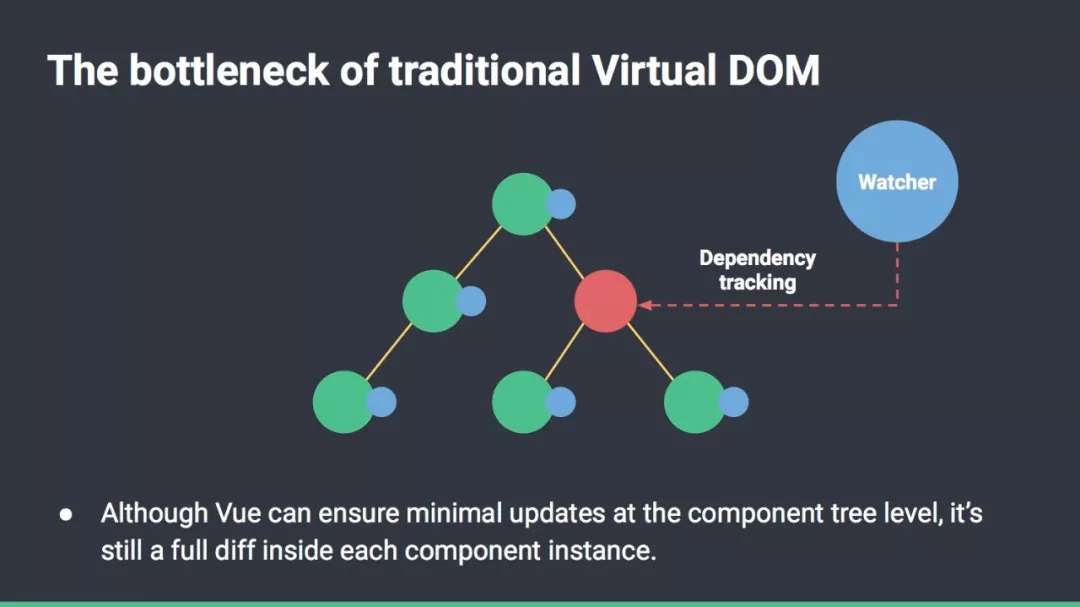 The bottleneck of traditional Virtual DOM
Watcher
Dependency
tracking
● Although Vue can ensure minimal updates at the component tree level, it’s
still a full diff inside each component instance.